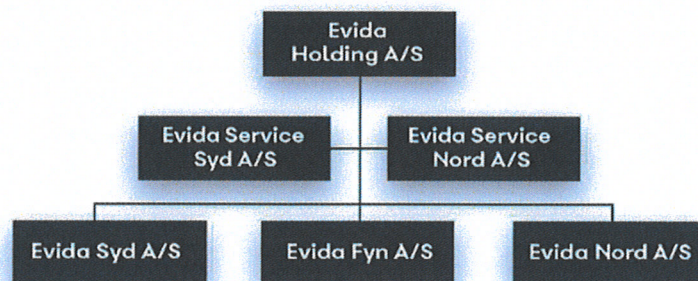 Evida
Holding A/S
Evida Service
Syd A/S
Evida Service
Nord A/S
Evida Syd A/S
Evida Fyn A/S
Evida Nord A/S